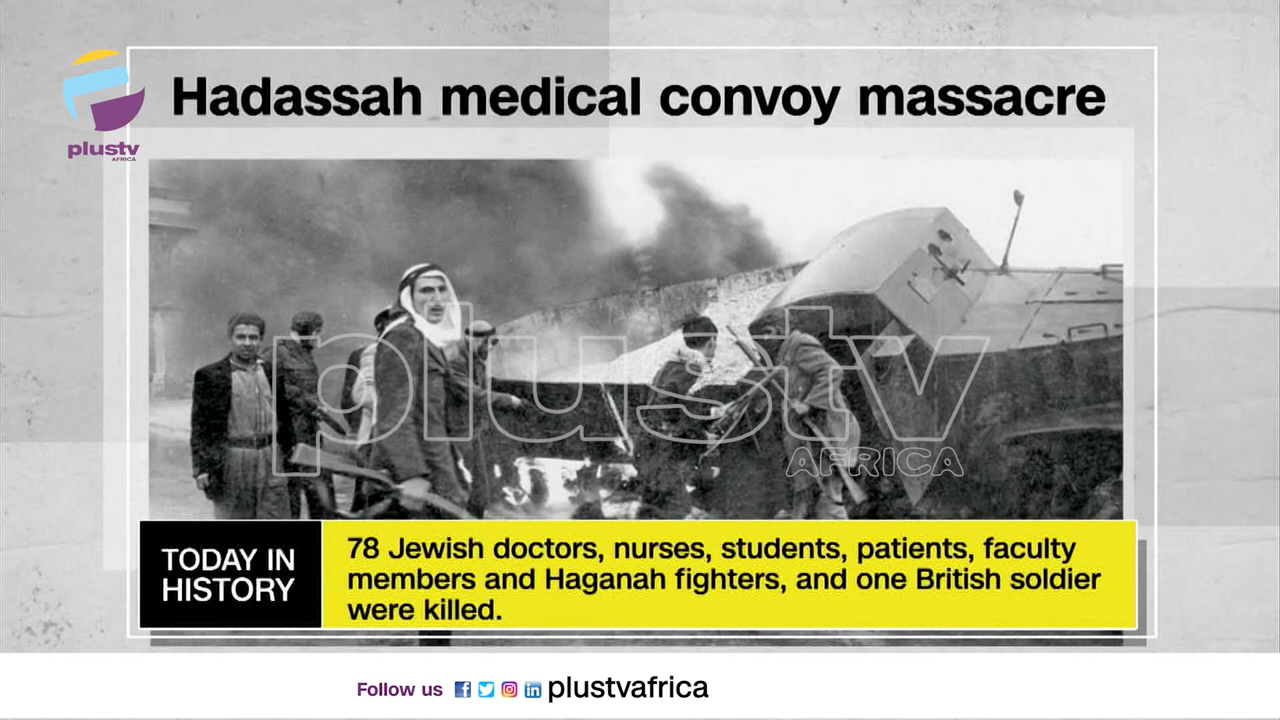 Hadassah medical convoy massacre
plustv
AFRICA
plustv
AFRICA
TODAY IN
HISTORY
78 Jewish doctors, nurses, students, patients, faculty
members and Haganah fighters, and one British soldier
were killed.
Follow us plustvafrica